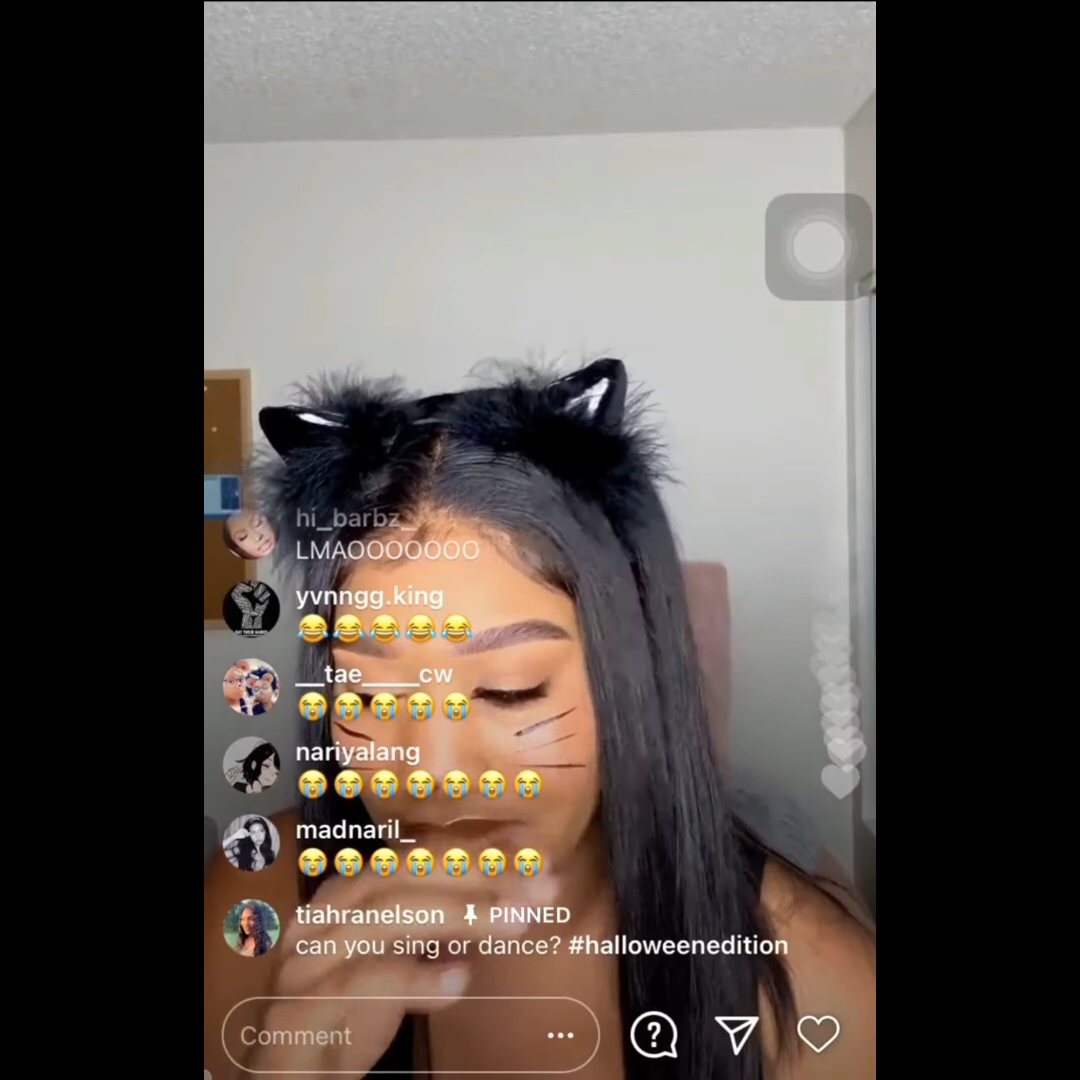 hi_barbz_
LMAOOOOOOO
yvnngg.king
😂😂😂😂😂
__tae____cw
😭😭😭😭😭
nariyalang
😭😭😭😭😭😭😭
madnaril_
😭😭😭😭😭😭😭
tiahranelson PINNED
can you sing or dance? #halloweenedition
Comment